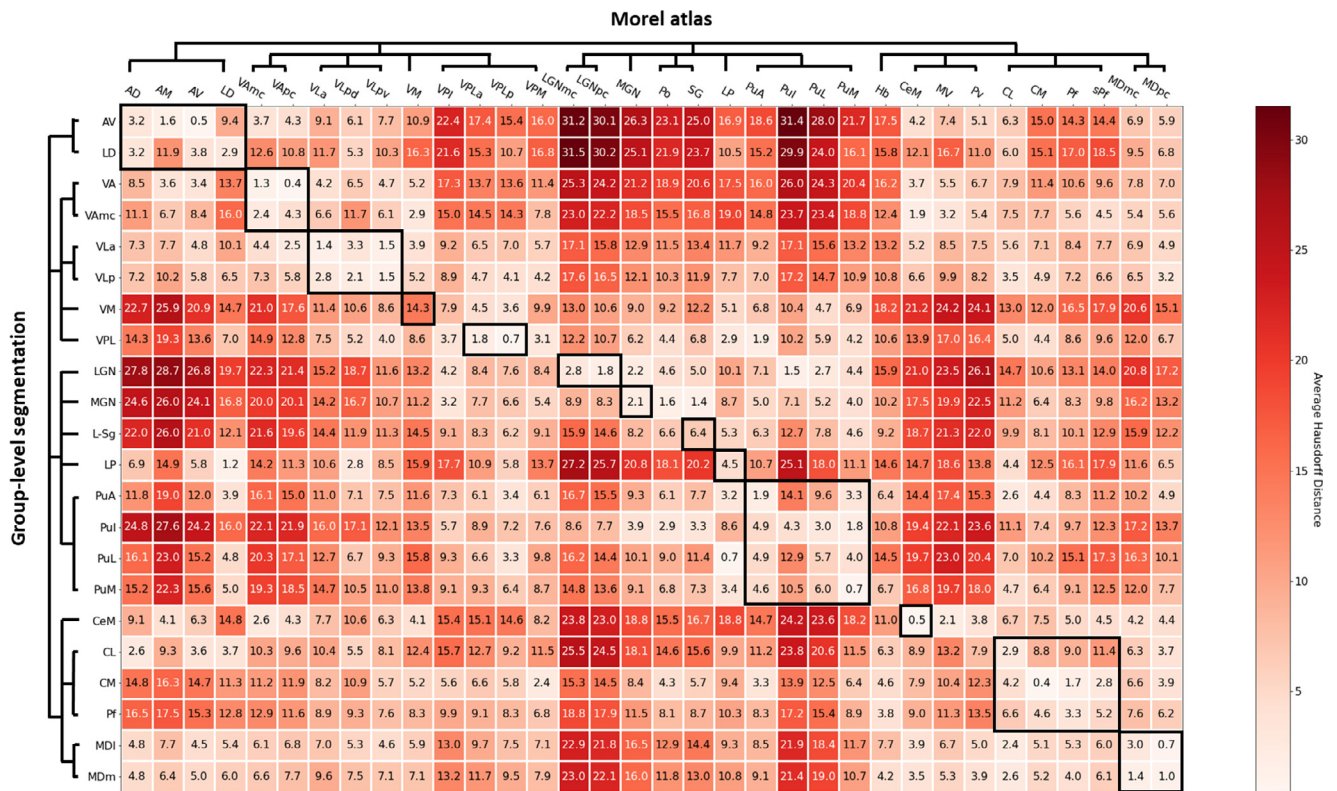 Morel atlas
AD AM AV LD VAmc VApc VLa VLpd VLpv VM VPl VPLa VPLp VPM LGNmc LGNpc MGN Po SG LP PuA PuI PuL PuM Hb CeM MV Pv CL CM Pf sPf MDmc MDpc
AV 3.2 1.6 0.5 9.4 3.7 4.3 9.1 6.1 7.7 10.9 22.4 17.4 15.4 16.0 31.2 30.1 26.3 23.1 25.0 16.9 18.6 31.4 28.0 21.7 17.5 4.2 7.4 5.1 6.3 15.0 14.3 14.4 6.9 5.9
LD 3.2 11.9 3.8 2.9 12.6 10.8 11.7 5.3 10.3 16.3 21.6 15.3 10.7 16.8 31.5 30.2 25.1 21.9 23.7 10.5 15.2 29.9 24.0 16.1 15.8 12.1 16.7 11.7 6.0 15.1 17.0 18.5 9.5 6.8
VA 8.5 3.6 3.4 13.7 1.3 0.4 4.2 6.5 4.7 5.2 17.3 13.7 13.6 11.4 25.3 24.2 21.2 18.9 20.6 17.5 16.0 26.0 24.3 20.4 16.2 3.7 5.5 6.7 7.9 11.4 10.6 9.6 7.8 7.0
VAmc 11.1 6.7 8.4 16.0 2.4 4.3 6.6 11.7 6.1 2.9 15.0 14.5 14.3 7.8 23.0 22.2 18.5 15.5 16.8 19.0 14.8 23.7 23.4 18.8 12.4 1.9 3.2 5.4 7.5 7.7 5.6 4.5 5.4 5.6
VLa 7.3 7.7 4.8 10.1 4.4 2.5 1.4 3.3 1.5 3.9 9.2 6.5 7.0 5.7 17.1 15.8 12.9 11.5 13.4 11.7 9.2 17.1 15.6 13.2 13.2 5.2 8.5 7.5 5.6 7.1 8.4 7.7 6.9 4.9
VLp 7.2 10.2 5.8 6.5 7.3 5.8 2.8 2.1 1.5 5.2 8.9 4.7 4.1 4.2 17.6 16.5 12.1 10.3 11.9 7.7 7.0 17.2 14.7 10.9 10.8 6.6 9.9 8.2 3.5 4.9 7.2 6.6 6.5 3.2
VM 22.7 25.9 20.9 14.7 21.0 17.6 11.4 10.6 8.6 14.3 7.9 4.5 3.6 9.9 13.0 10.6 9.0 9.2 12.2 5.1 6.8 10.4 4.7 6.9 18.2 21.2 24.2 24.1 13.0 12.0 16.5 17.9 20.6 15.1
VPL 14.3 19.3 13.6 7.0 14.9 12.8 7.5 5.2 4.0 8.6 3.7 1.8 0.7 3.1 12.2 10.7 6.2 4.4 6.8 2.9 1.9 10.2 5.9 4.2 10.6 13.9 17.0 16.4 5.0 4.4 8.6 9.6 12.0 6.7
LGN 27.8 28.7 26.8 19.7 22.3 21.4 15.2 18.7 11.6 13.2 4.2 8.4 7.6 8.4 2.8 1.8 2.2 4.6 5.0 10.1 7.1 1.5 2.7 4.4 15.9 21.0 23.5 26.1 14.7 10.6 13.1 14.0 20.8 17.2
MGN 24.6 26.0 24.1 16.8 20.0 20.1 14.2 16.7 10.7 11.2 3.2 7.7 6.6 5.4 8.9 8.3 2.1 1.6 1.4 8.7 5.0 7.1 5.2 4.0 10.2 17.5 19.9 22.5 11.2 6.4 8.3 9.8 16.2 13.2
L-Sg 22.0 26.0 21.0 12.1 21.6 19.6 14.4 11.9 11.3 14.5 9.1 8.3 6.2 9.1 15.9 14.6 8.2 6.6 6.4 5.3 6.3 12.7 7.8 4.6 9.2 18.7 21.3 22.0 9.9 8.1 10.1 12.9 15.9 12.2
LP 6.9 14.9 5.8 1.2 14.2 11.3 10.6 2.8 8.5 15.9 17.7 10.9 5.8 13.7 27.2 25.7 20.8 18.1 20.2 4.5 10.7 25.1 18.0 11.1 14.6 14.7 18.6 13.8 4.4 12.5 16.1 17.9 11.6 6.5
PuA 11.8 19.0 12.0 3.9 16.1 15.0 11.0 7.1 7.5 11.6 7.3 6.1 3.4 6.1 16.7 15.5 9.3 6.1 7.7 3.2 1.9 14.1 9.6 3.3 6.4 14.4 17.4 15.3 2.6 4.4 8.3 11.2 10.2 4.9
PuI 24.8 27.6 24.2 16.0 22.1 21.9 16.0 17.1 12.1 13.5 5.7 8.9 7.2 7.6 8.6 7.7 3.9 2.9 3.3 8.6 4.9 4.3 3.0 1.8 10.8 19.4 22.1 23.6 11.1 7.4 9.7 12.3 17.2 13.7
PuL 16.1 23.0 15.2 4.8 20.3 17.1 12.7 6.7 9.3 15.8 9.3 6.6 3.3 9.8 16.2 14.4 10.1 9.0 11.4 0.7 4.9 12.9 5.7 4.0 14.5 19.7 23.0 20.4 7.0 10.2 15.1 17.3 16.3 10.1
PuM 15.2 22.3 15.6 5.0 19.3 18.5 14.8 10.5 11.0 13.8 9.1 9.3 6.4 8.7 14.8 13.6 9.1 6.8 7.3 3.4 4.6 10.5 6.0 0.7 6.7 16.8 19.7 18.0 4.7 6.4 9.1 12.5 12.0 7.7
CeM 9.1 4.1 6.3 14.8 2.6 4.3 7.7 10.6 6.3 4.1 15.4 15.1 14.6 8.2 23.8 23.0 18.8 15.5 16.7 18.8 14.7 24.2 23.6 18.2 11.0 0.5 2.1 3.8 6.7 7.5 5.0 4.5 4.2 4.4
CL 2.6 9.3 3.6 3.7 10.3 9.6 10.4 5.5 8.1 12.4 15.7 12.7 9.2 11.5 25.5 24.5 18.1 14.6 15.6 9.9 11.2 23.8 20.6 11.5 6.3 8.9 13.2 7.9 2.9 8.8 9.0 11.4 6.3 3.7
CM 14.8 16.3 14.7 11.3 11.2 11.9 8.2 10.9 5.7 5.2 5.6 6.6 5.8 2.4 15.3 14.5 8.4 4.3 5.7 9.4 3.3 13.9 12.5 6.4 4.6 7.9 10.4 12.3 4.2 0.4 1.7 2.8 6.6 3.9
Pf 16.5 17.5 15.3 12.8 12.9 11.6 8.9 9.3 7.6 8.3 9.9 9.1 8.3 6.8 18.8 17.9 11.5 8.1 8.7 10.3 8.3 17.2 15.4 8.9 3.8 9.0 11.3 13.5 6.6 4.6 3.3 5.2 7.6 6.2
MDl 4.8 7.7 4.5 5.4 6.1 6.8 7.0 5.3 4.6 5.9 13.0 9.7 7.5 7.1 22.9 21.8 16.5 12.9 14.4 9.3 8.5 21.9 18.4 11.7 7.7 3.9 6.7 5.0 2.4 5.1 5.3 6.0 3.0 0.7
MDm 4.8 6.4 5.0 6.0 6.6 7.7 9.6 7.5 7.1 7.1 13.2 11.7 9.5 7.9 23.0 22.1 16.0 11.8 13.0 10.8 9.1 21.4 19.0 10.7 4.2 3.5 5.3 3.9 2.6 5.2 4.0 6.1 1.4 1.0
Group-level segmentation
30
25
20
15
10
5
Average Hausdorff Distance